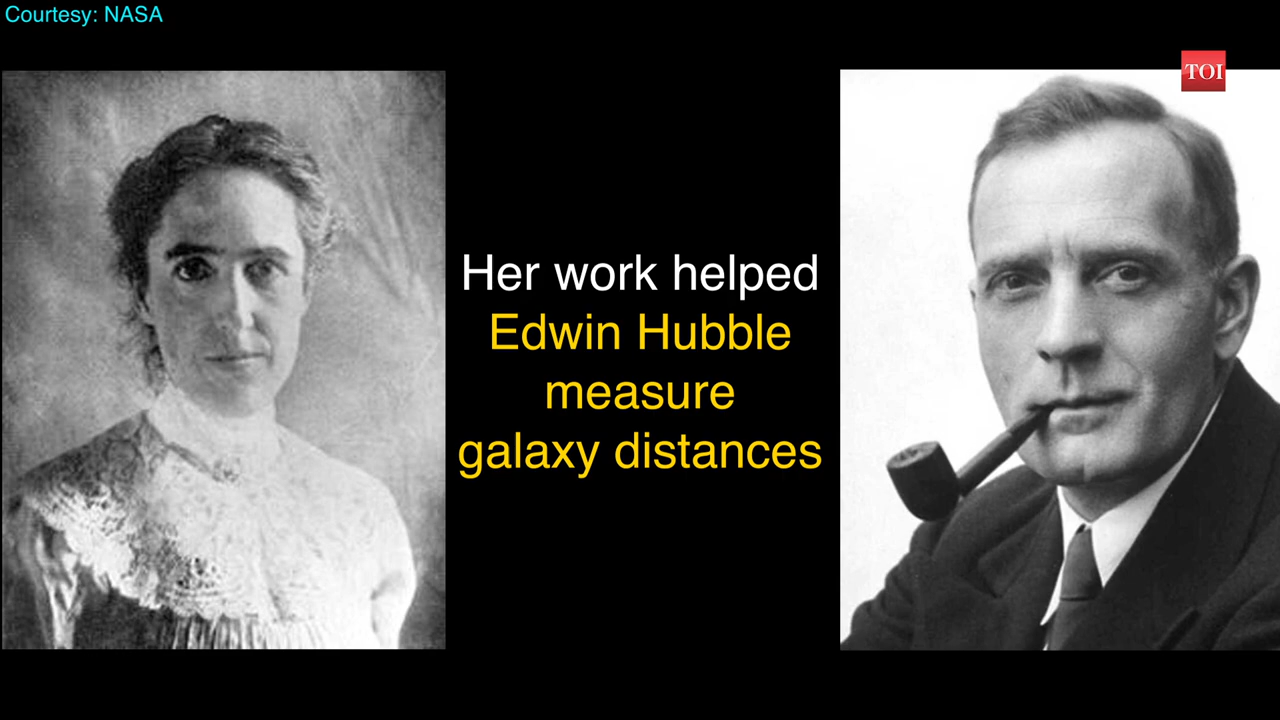 Courtesy: NASA
TOI
Her work helped
Edwin Hubble
measure
galaxy distances